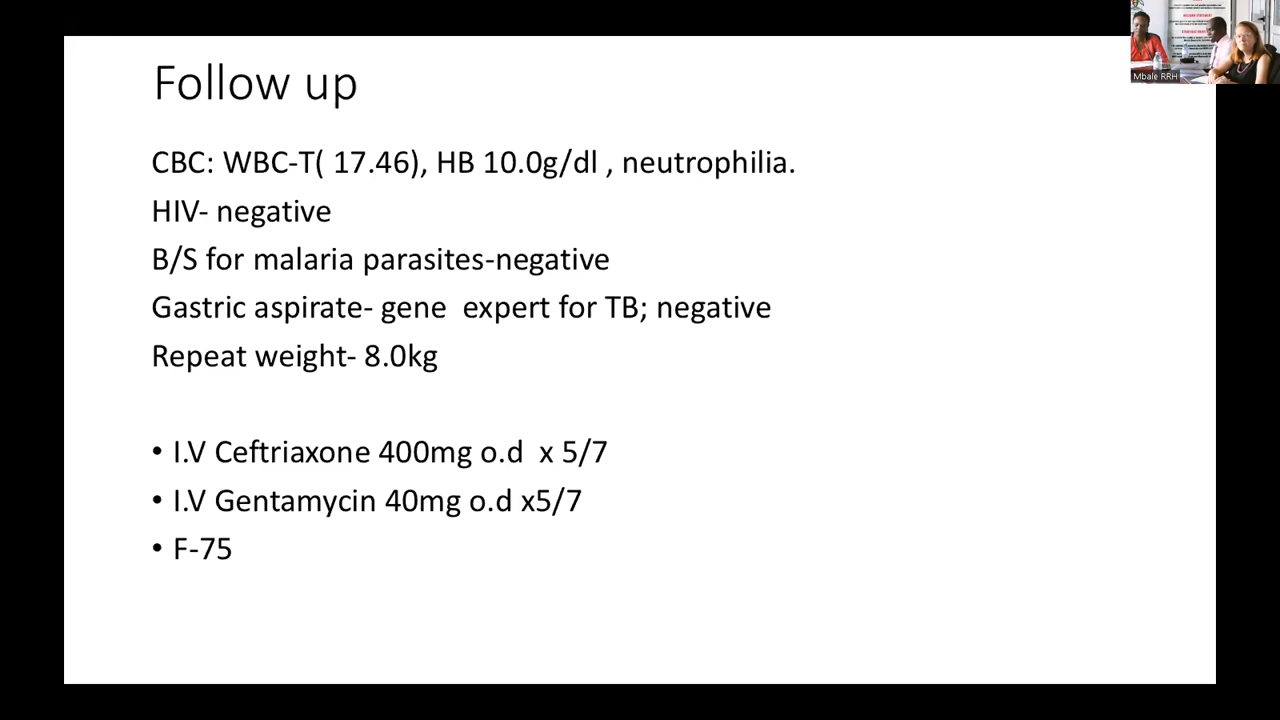 Follow up
CBC: WBC-T( 17.46), HB 10.0g/dl , neutrophilia.
HIV- negative
B/S for malaria parasites-negative
Gastric aspirate- gene  expert for TB; negative
Repeat weight- 8.0kg
• I.V Ceftriaxone 400mg o.d  x 5/7
• I.V Gentamycin 40mg o.d x5/7
• F-75
Mbale RRH